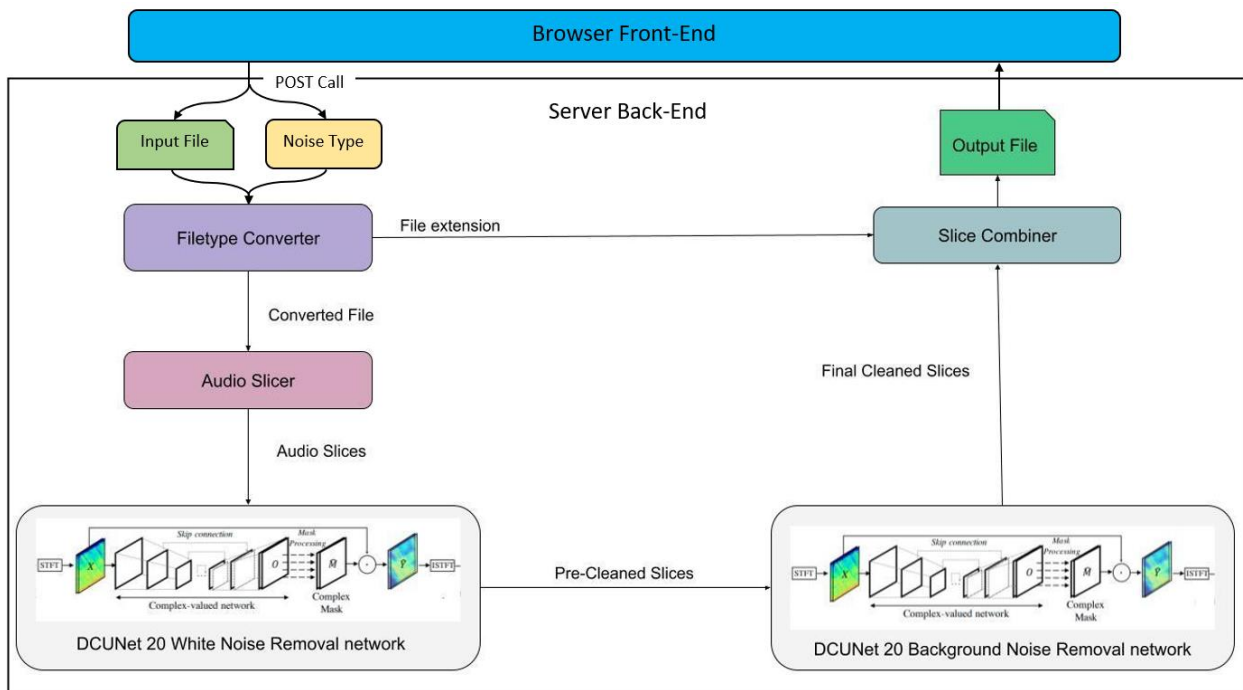 Browser Front-End
POST Call
Server Back-End
Input File
Noise Type
Output File
Filetype Converter
File extension
Slice Combiner
Converted File
Audio Slicer
Final Cleaned Slices
Audio Slices
Skip connection
Mask
Processing
STFT
X
O
M̂
Ŷ
ISTFT
Complex-valued network
Complex
Mask
DCUNet 20 White Noise Removal network
Pre-Cleaned Slices
Skip connection
Mask
Processing
STFT
X
O
M̂
Ŷ
ISTFT
Complex-valued network
Complex
Mask
DCUNet 20 Background Noise Removal network